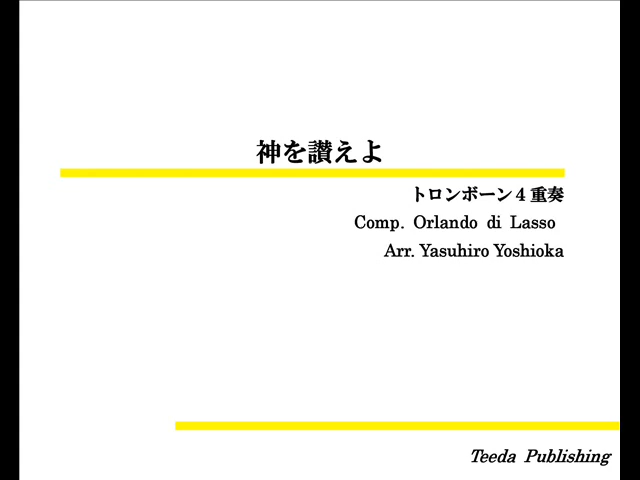 神を讃えよ
トロンボーン４重奏
Comp. Orlando di Lasso
Arr. Yasuhiro Yoshioka
Teeda Publishing